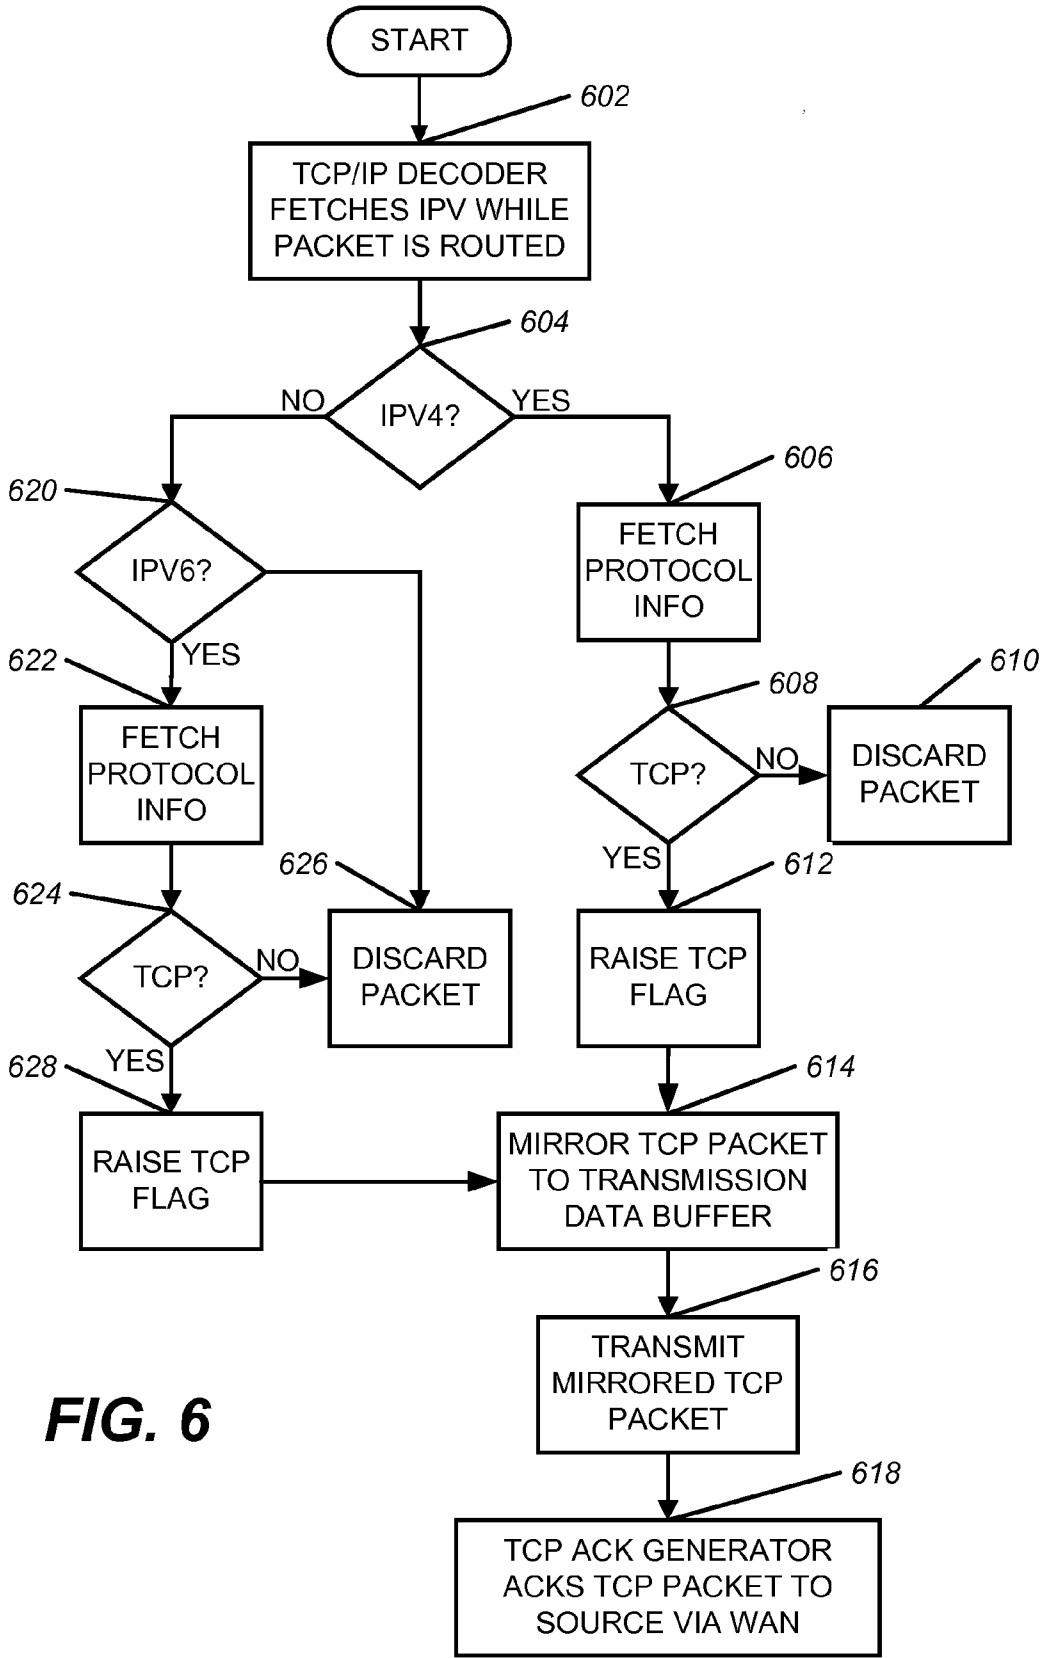 START
602
TCP/IP DECODER
FETCHES IPV WHILE
PACKET IS ROUTED
604
NO
IPV4?
YES
606
620
FETCH
PROTOCOL
INFO
IPV6?
YES
622
608
610
FETCH
PROTOCOL
INFO
TCP?
NO
DISCARD
PACKET
YES
612
626
624
TCP?
NO
DISCARD
PACKET
RAISE TCP
FLAG
YES
628
614
RAISE TCP
FLAG
MIRROR TCP PACKET
TO TRANSMISSION
DATA BUFFER
616
TRANSMIT
MIRRORED TCP
PACKET
FIG. 6
618
TCP ACK GENERATOR
ACKS TCP PACKET TO
SOURCE VIA WAN